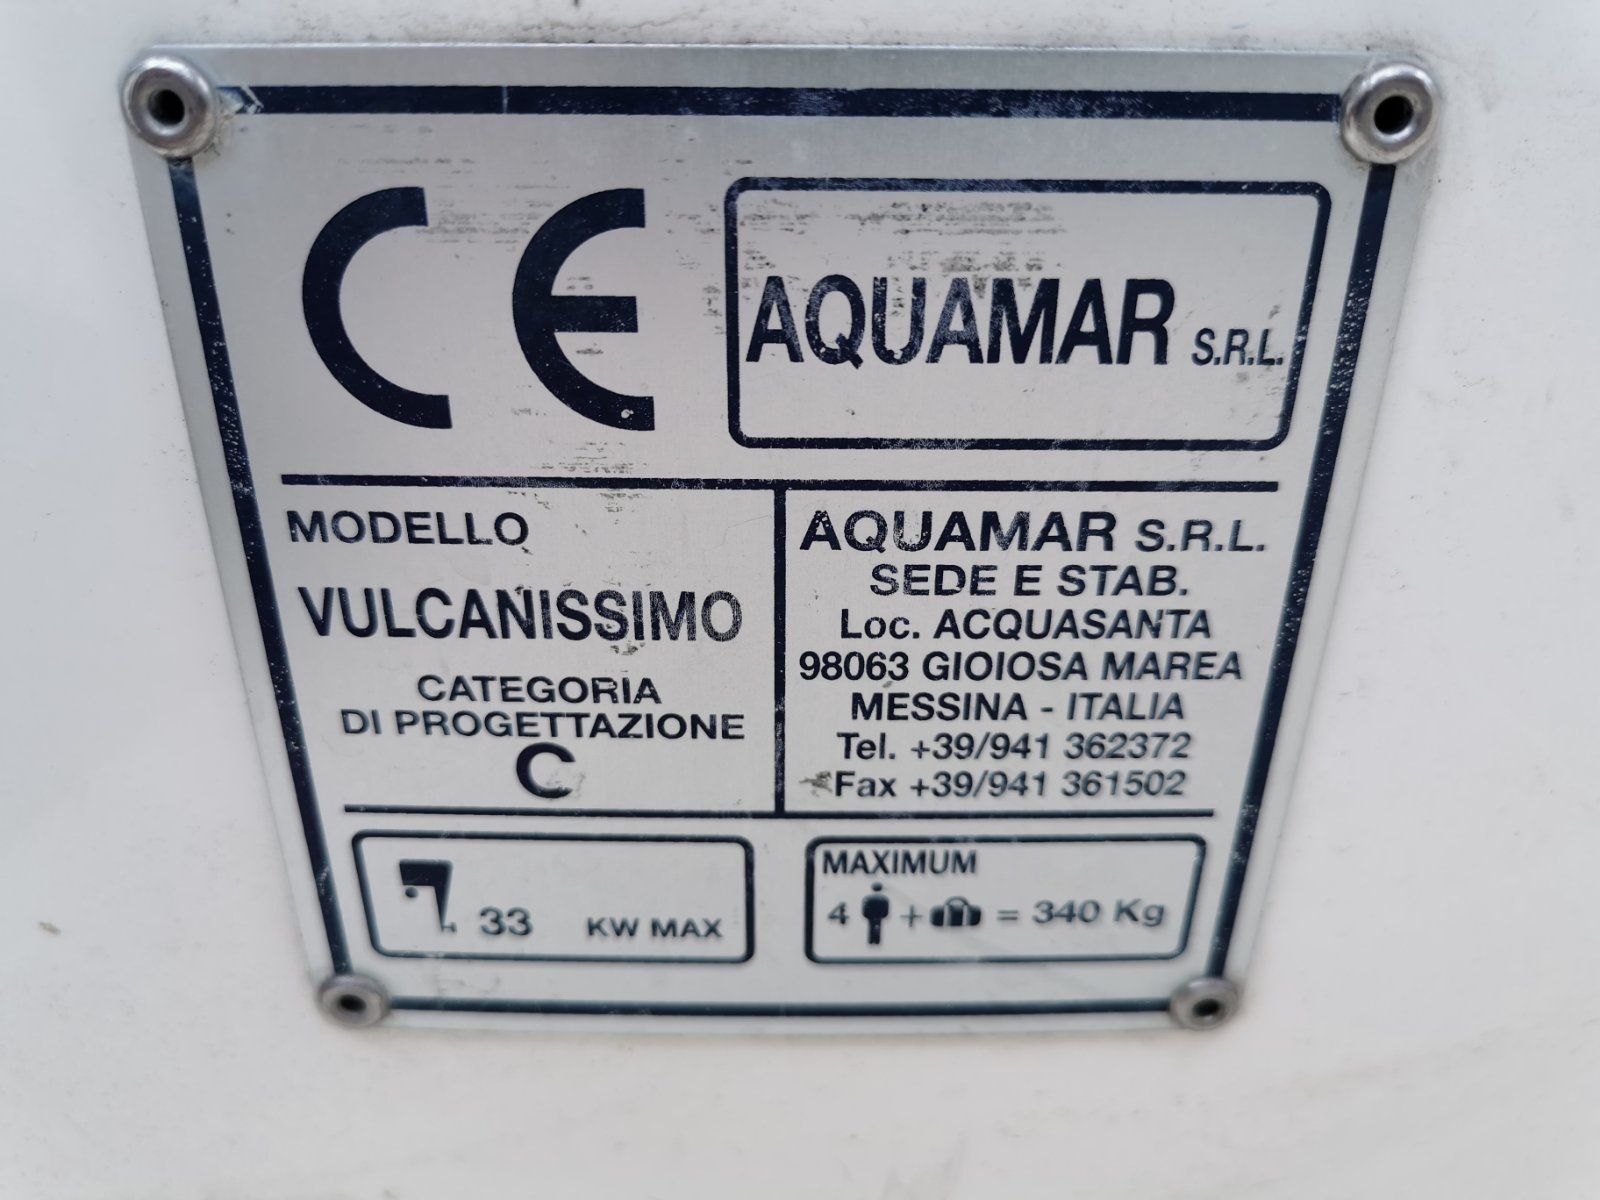 CE
AQUAMAR S.R.L.
MODELLO
VULCANISSIMO
CATEGORIA
DI PROGETTAZIONE
C
AQUAMAR S.R.L.
SEDE E STAB.
Loc. ACQUASANTA
98063 GIOIOSA MAREA
MESSINA - ITALIA
Tel. +39/941 362372
Fax +39/941 361502
33 KW MAX
MAXIMUM
4 + = 340 Kg